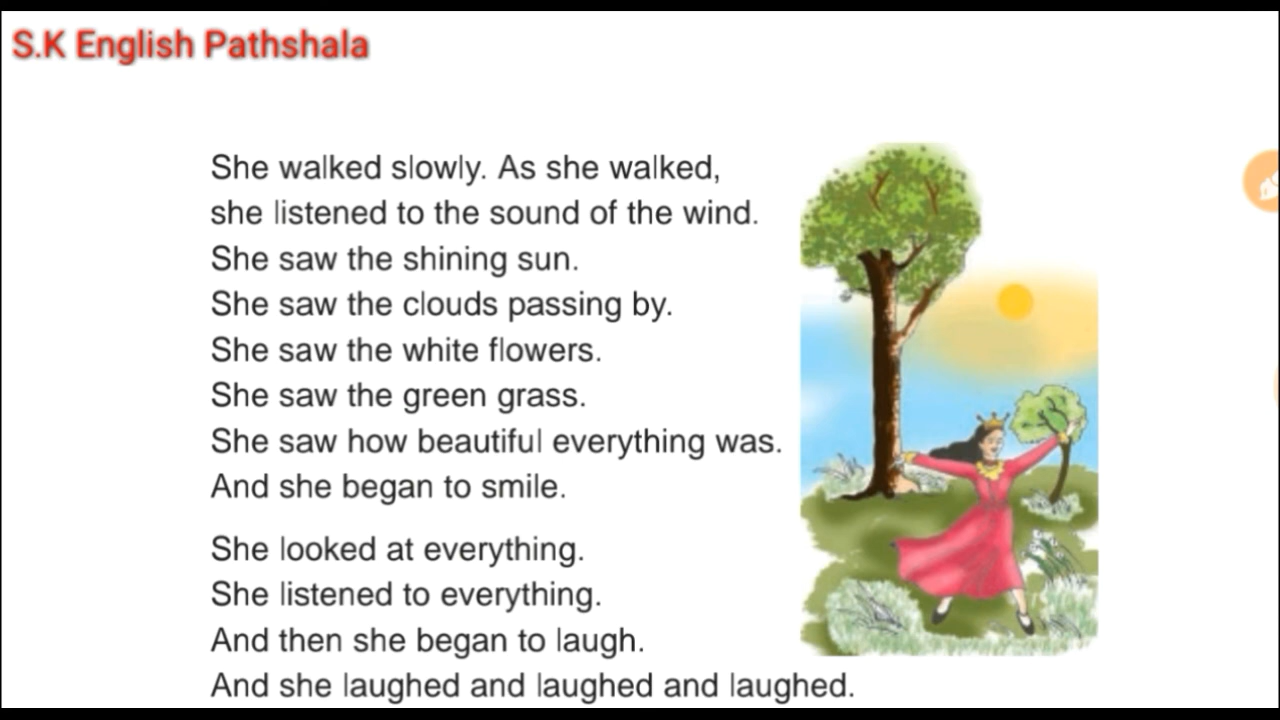 S.K English Pathshala
She walked slowly. As she walked,
she listened to the sound of the wind.
She saw the shining sun.
She saw the clouds passing by.
She saw the white flowers.
She saw the green grass.
She saw how beautiful everything was.
And she began to smile.
She looked at everything.
She listened to everything.
And then she began to laugh.
And she laughed and laughed and laughed.